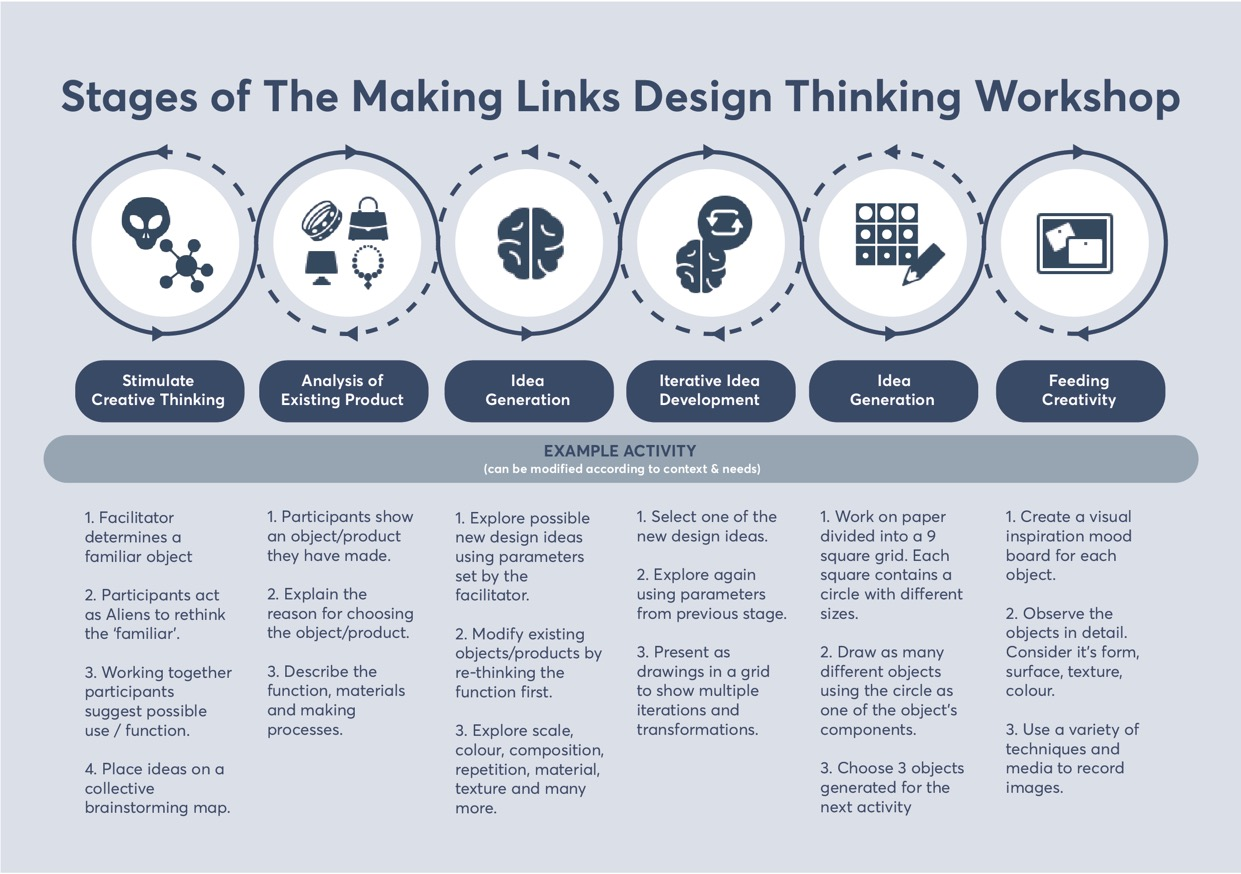 Stages of The Making Links Design Thinking Workshop
Stimulate
Creative Thinking
Analysis of
Existing Product
Idea
Generation
Iterative Idea
Development
Idea
Generation
Feeding
Creativity
EXAMPLE ACTIVITY
(can be modified according to context & needs)
1. Facilitator
determines a
familiar object
2. Participants act
as Aliens to rethink
the ‘familiar’.
3. Working together
participants
suggest possible
use / function.
4. Place ideas on a
collective
brainstorming map.
1. Participants show
an object/product
they have made.
2. Explain the
reason for choosing
the object/product.
3. Describe the
function, materials
and making
processes.
1. Explore possible
new design ideas
using parameters
set by the
facilitator.
2. Modify existing
objects/products by
re-thinking the
function first.
3. Explore scale,
colour, composition,
repetition, material,
texture and many
more.
1. Select one of the
new design ideas.
2. Explore again
using parameters
from previous stage.
3. Present as
drawings in a grid
to show multiple
iterations and
transformations.
1. Work on paper
divided into a 9
square grid. Each
square contains a
circle with different
sizes.
2. Draw as many
different objects
using the circle as
one of the object’s
components.
3. Choose 3 objects
generated for the
next activity
1. Create a visual
inspiration mood
board for each
object.
2. Observe the
objects in detail.
Consider it’s form,
surface, texture,
colour.
3. Use a variety of
techniques and
media to record
images.